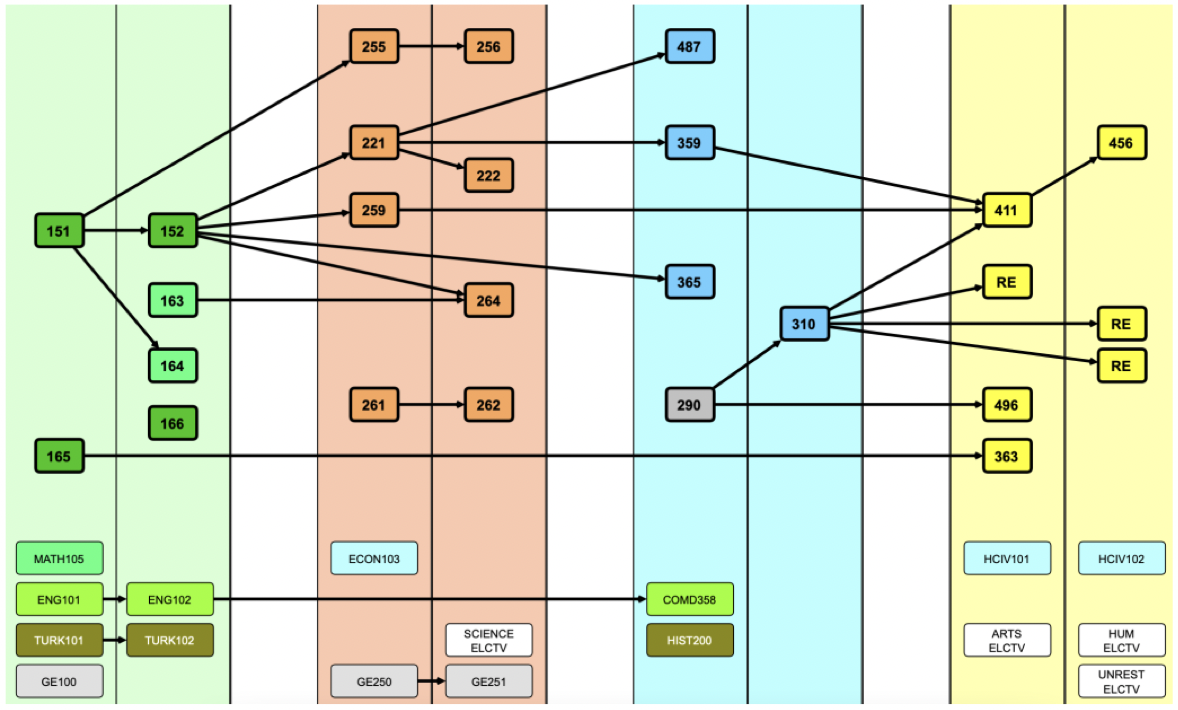 255
256
487
221
359
456
222
151
152
259
411
163
264
365
RE
310
RE
164
RE
261
262
290
496
166
165
363
MATH105
ECON103
HCIV101
HCIV102
ENG101
ENG102
COMD358
TURK101
TURK102
SCIENCE
ELCTV
HIST200
ARTS
ELCTV
HUM
ELCTV
GE100
GE250
GE251
UNREST
ELCTV